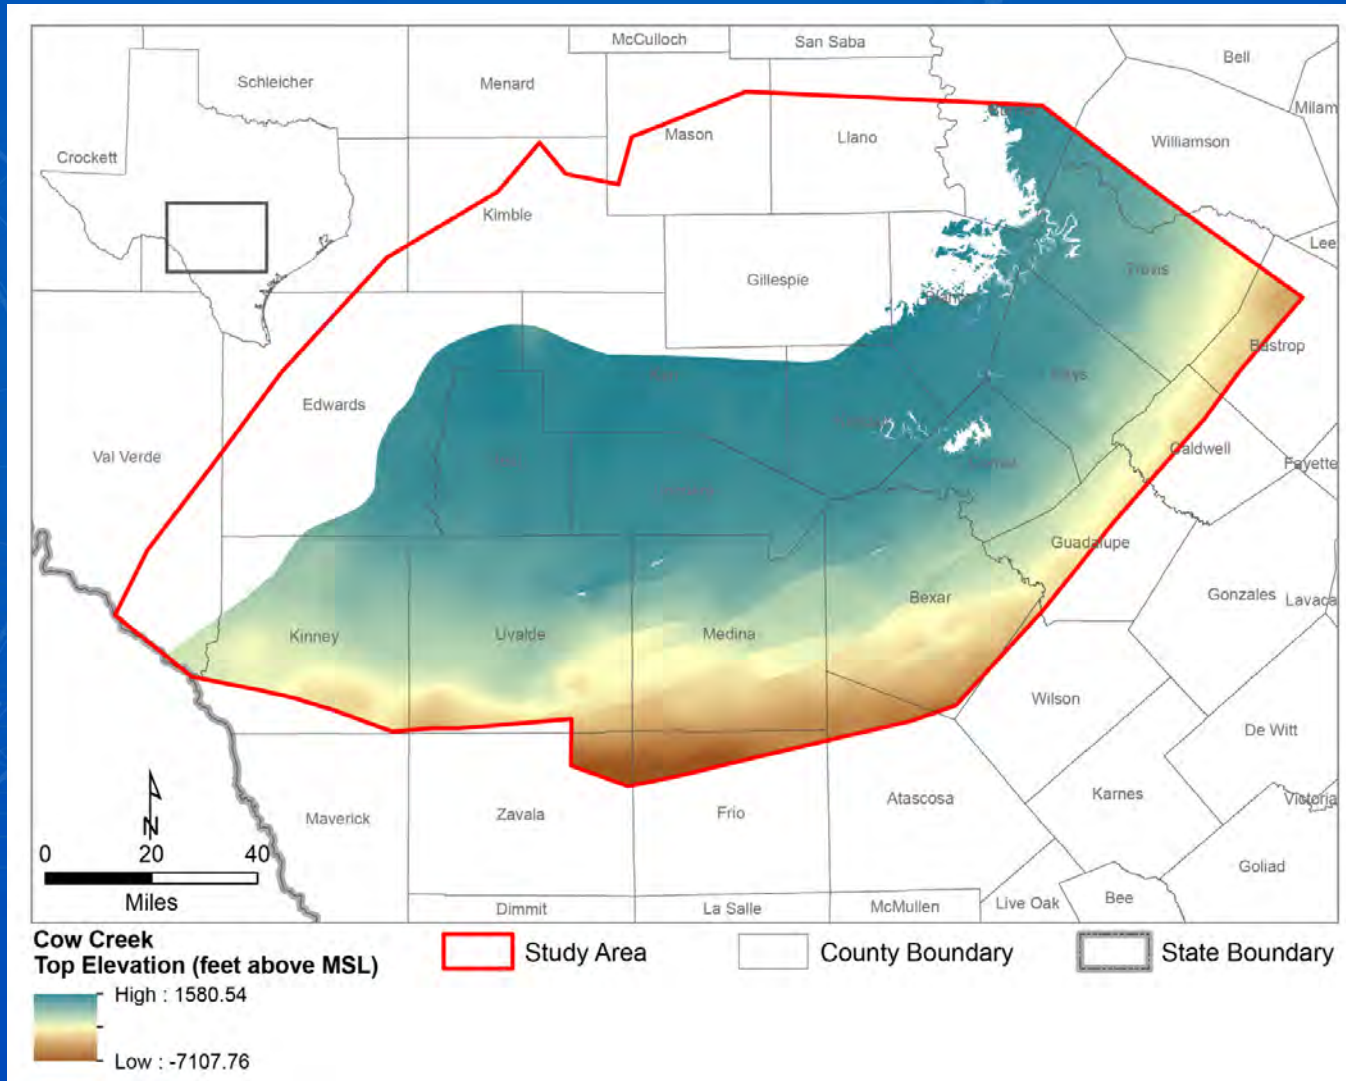 McCulloch
San Saba
Bell
Schleicher
Menard
Milam
Mason
Llano
Williamson
Crockett
Kimble
Lee
Travis
Gillespie
Bastrop
Hays
Edwards
Val Verde
Caldwell
Fayette
Guadalupe
Gonzales
Lavaca
Bexar
Kinney
Uvalde
Medina
Wilson
De Witt
Karnes
Victoria
Maverick
Zavala
Frio
Atascosa
Goliad
N
0 20 40
Miles
Dimmit
La Salle
McMullen
Live Oak
Bee
Cow Creek
Top Elevation (feet above MSL)
High : 1580.54
Low : -7107.76
Study Area
County Boundary
State Boundary